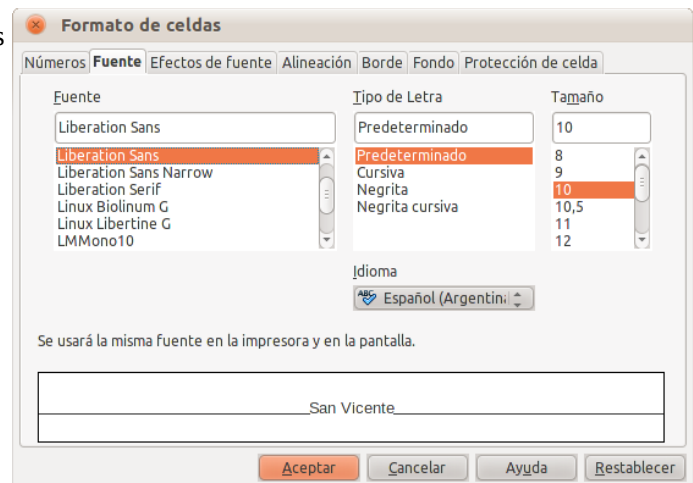 s
Formato de celdas
Números Fuente Efectos de fuente Alineación Borde Fondo Protección de celda
Fuente Tipo de Letra Tamaño
Liberation Sans Predeterminado 10
Liberation Sans Predeterminado 8
Liberation Sans Narrow Cursiva 9
Liberation Serif Negrita 10
Linux Biolinum G Negrita cursiva 10,5
Linux Libertine G 11
LMMono10 12
Idioma
ABC Español (Argentina
Se usará la misma fuente en la impresora y en la pantalla.
San Vicente
Aceptar Cancelar Ayuda Restablecer